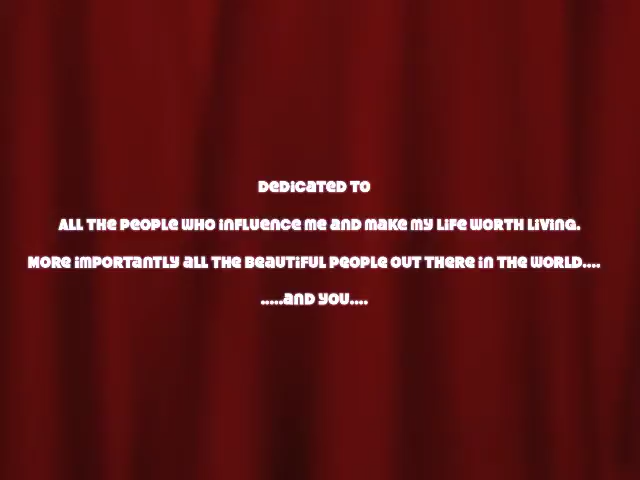 Dedicated to
All the people who influence me and make my life worth living.
More importantly all the beautiful people out there in the world....
.....and you....